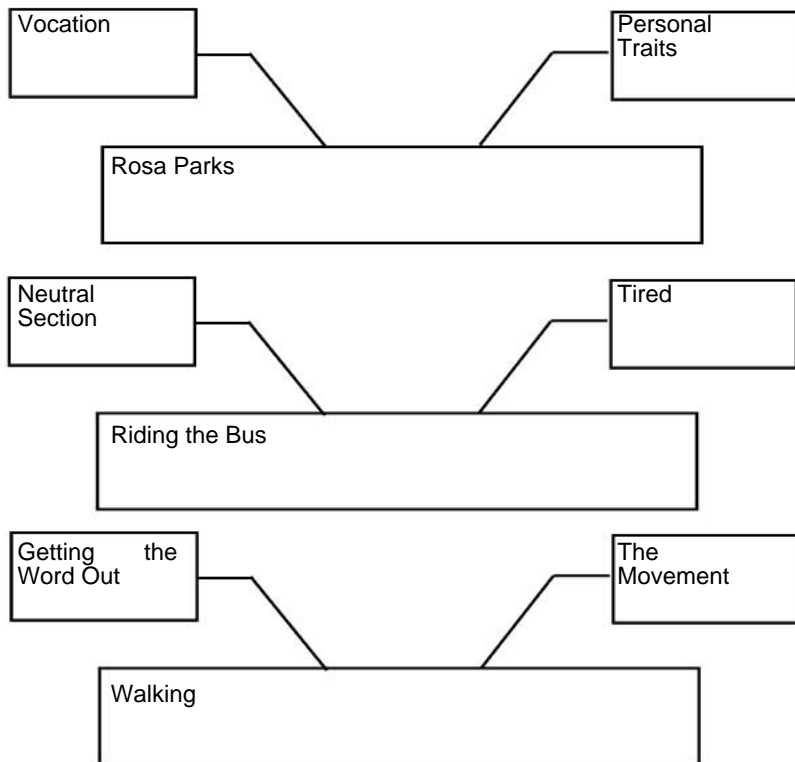 Vocation
Personal
Traits
Rosa Parks
Neutral
Section
Tired
Riding the Bus
Getting the
Word Out
The
Movement
Walking